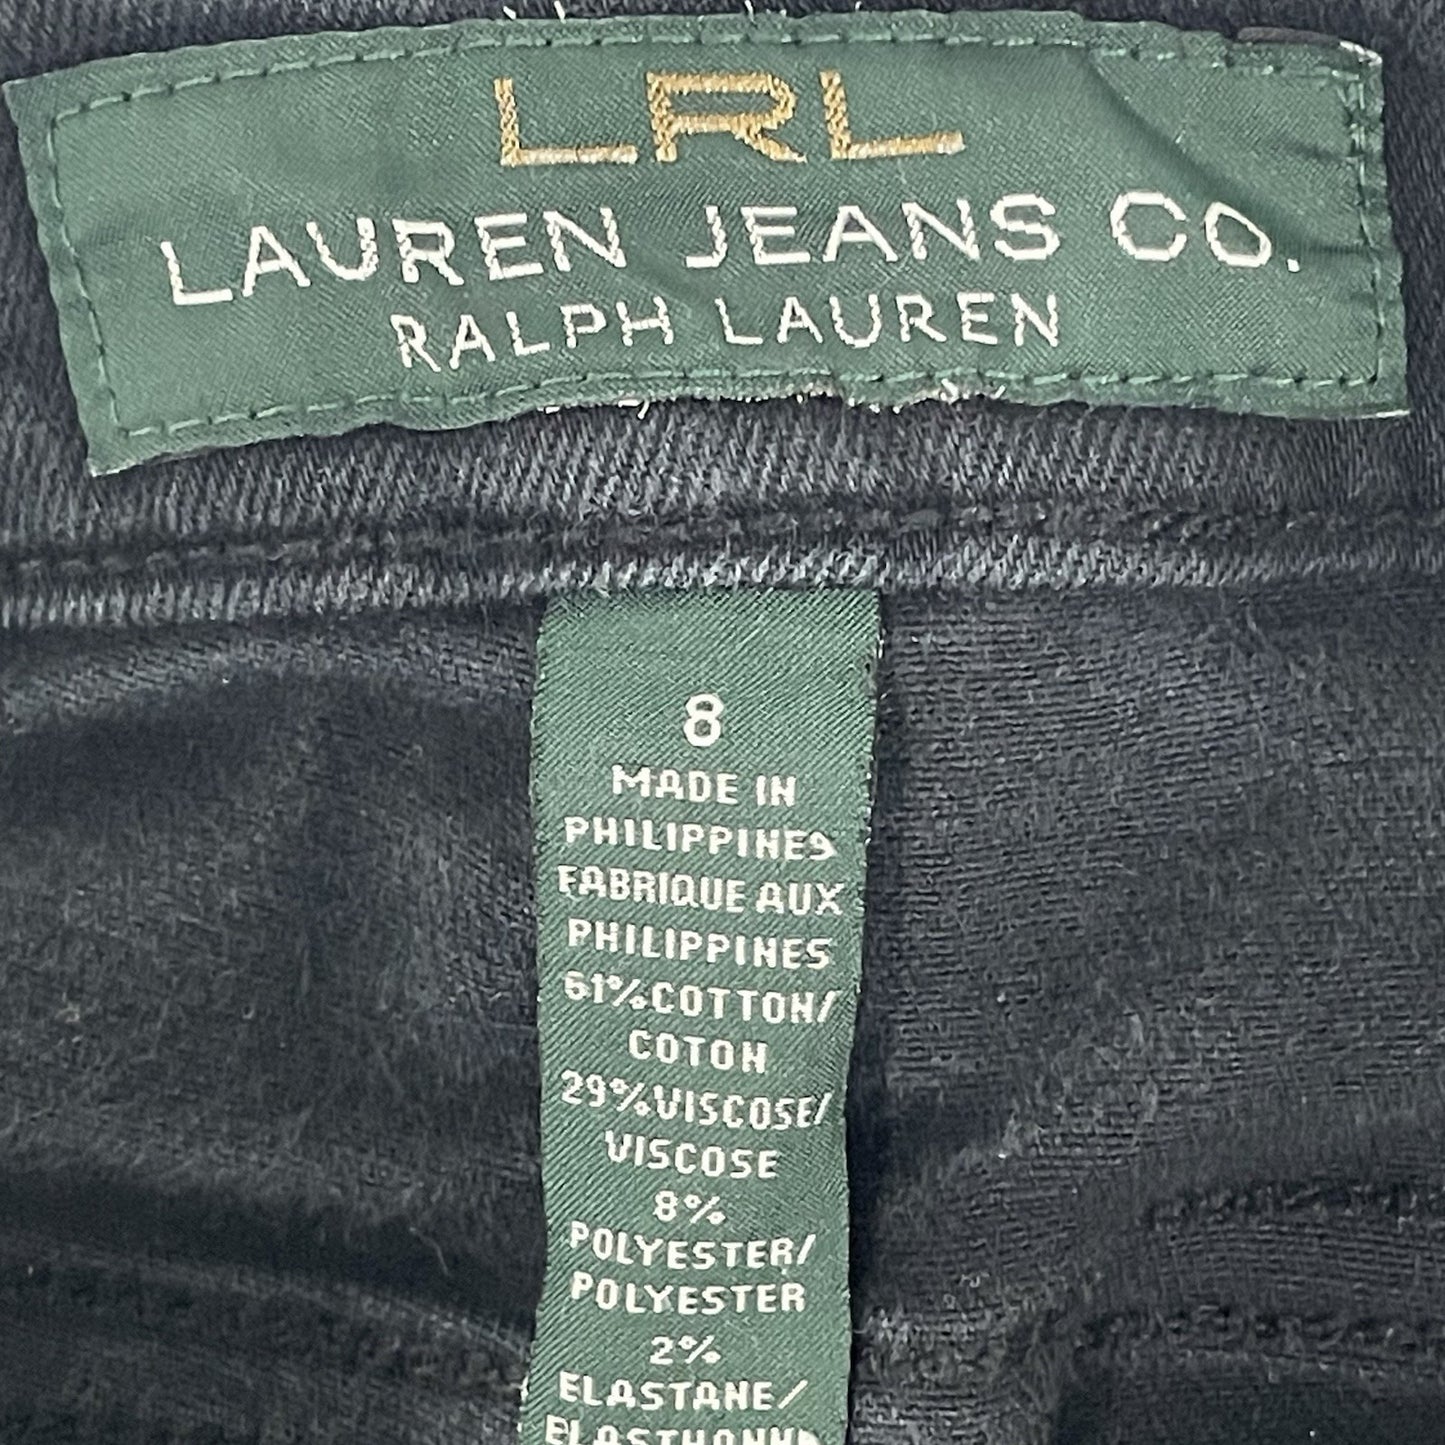 LRL
LAUREN JEANS CO.
RALPH LAUREN
8
MADE IN
PHILIPPINES
FABRIQUE AUX
PHILIPPINES
61%COTTON/
COTON
29%VISCOSE/
VISCOSE
8%
POLYESTER/
POLYESTER
2%
ELASTANE/